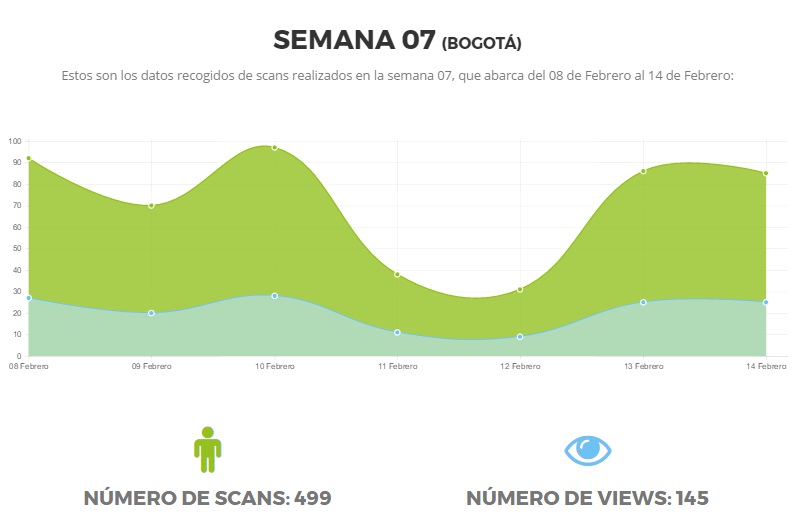 SEMANA 07 (BOGOTÁ)
Estos son los datos recogidos de scans realizados en la semana 07, que abarca del 08 de Febrero al 14 de Febrero:
100
90
80
70
60
50
40
30
20
10
0
08 Febrero 09 Febrero 10 Febrero 11 Febrero 12 Febrero 13 Febrero 14 Febrero
NÚMERO DE SCANS: 499 NÚMERO DE VIEWS: 145